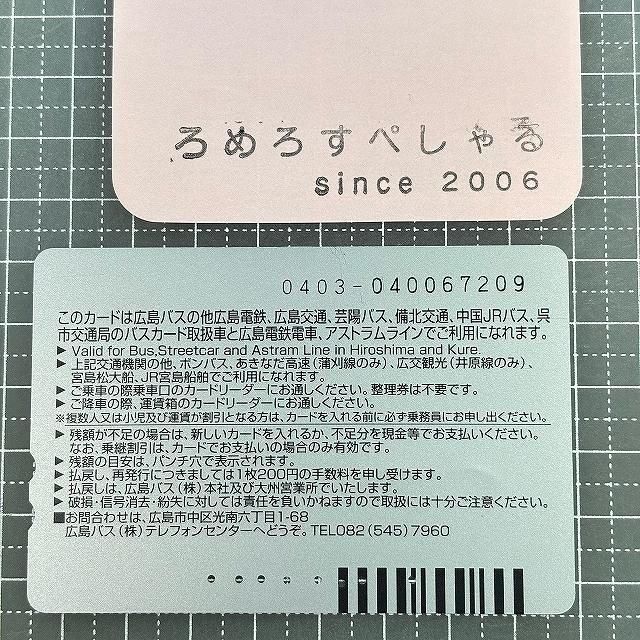 ろめろすぺしゃる
since 2006
0403-040067209
このカードは広島バスの他広島電鉄、広島交通、芸陽バス、備北交通、中国JRバス、呉
市交通局のバスカード取扱車と広島電鉄電車、アストラムラインでご利用になれます。
▶ Valid for Bus,Streetcar and Astram Line in Hiroshima and Kure.
▶ 上記交通機関の他、ボンバス、あきなだ高速(蒲刈線のみ)、広交観光(井原線のみ)、
宮島松大船、JR宮島船舶でご利用になれます。
▶ ご乗車の際乗車口のカードリーダーにお通しください。整理券は不要です。
▶ ご降車の際、運賃箱のカードリーダーにお通しください。
※複数人又は小児及び運賃が割引となる方は、カードを入れる前に必ず乗務員にお申し出ください。
▶ 残額が不足の場合は、新しいカードを入れるか、不足分を現金等でお支払いください。
なお、乗継割引は、カードでお支払いの場合のみ有効です。
▶ 残額の目安は、パンチ穴で表示されます。
▶ 払戻し、再発行につきましては1枚200円の手数料を申し受けます。
▶ 払戻しは、広島バス(株)本社及び大州営業所でいたします。
▶ 破損・信号消去・紛失に対しては責任を負いかねますので取扱には十分ご注意ください。
■お問合わせは、広島市中区光南六丁目1-68
広島バス(株)テレフォンセンターへどうぞ。TEL082(545)7960